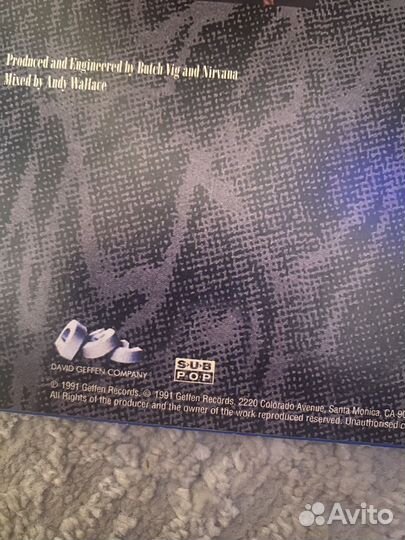 Produced and Engineered by Butch Vig and Nirvana
Mixed by Andy Wallace
DAVID GEFFEN COMPANY
SUB
POP
℗ 1991 Geffen Records, © 1991 Geffen Records, 2220 Colorado Avenue, Santa Monica, CA
All Rights of the producer and the owner of the work reproduced reserved. Unauthorised
Avito